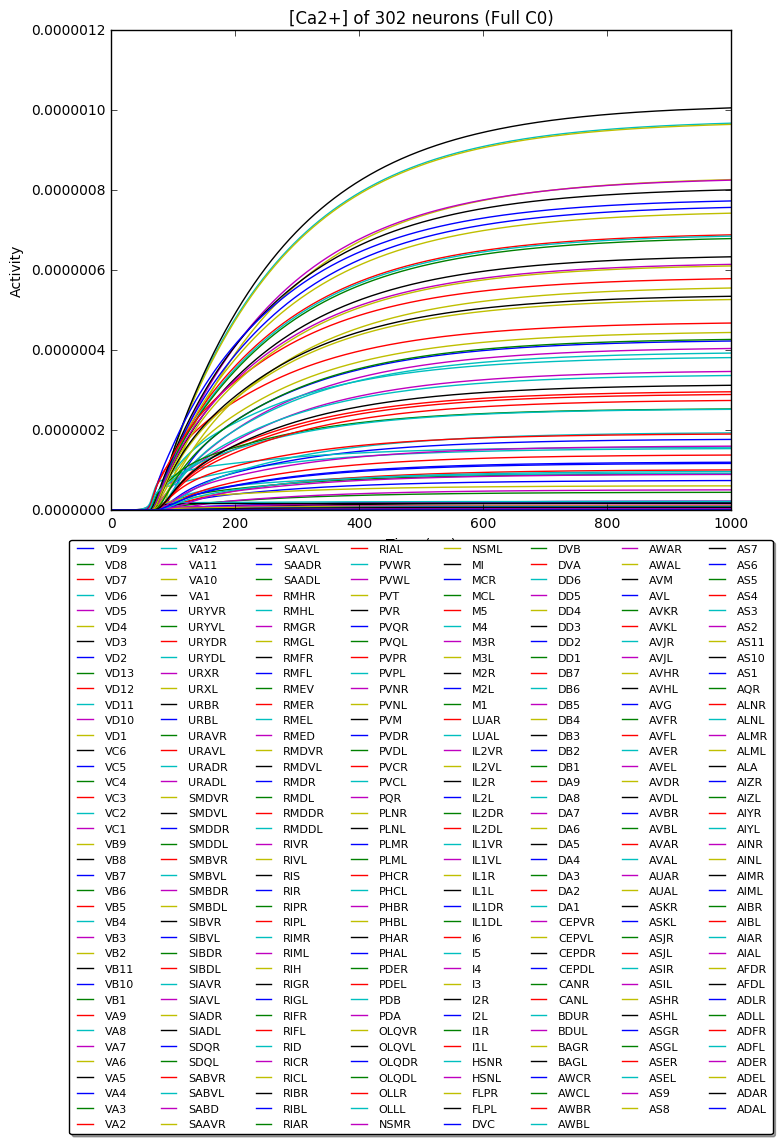 [Ca2+] of 302 neurons (Full C0)
0.0000012
0.0000010
0.0000008
0.0000006
0.0000004
0.0000002
0.0000000
Activity
0 200 400 600 800 1000
VD9 VA12 SAAVL RIAL NSML DVB AWAR AS7
VD8 VA11 SAADR PVWR MI DVA AWAL AS6
VD7 VA10 SAADL PVWL MCR DD6 AVM AS5
VD6 VA1 RMHR PVT MCL DD5 AVL AS4
VD5 URYVR RMHL PVR M5 DD4 AVKR AS3
VD4 URYVL RMGR PVQR M4 DD3 AVKL AS2
VD3 URYDR RMGL PVQL M3R DD2 AVJR AS11
VD2 URYDL RMFR PVPR M3L DD1 AVJL AS10
VD13 URXR RMFL PVPL M2R DB7 AVHR AS1
VD12 URXL RMEV PVNR M2L DB6 AVHL AQR
VD11 URBR RMER PVNL M1 DB5 AVG ALNR
VD10 URBL RMEL PVM LUAR DB4 AVFR ALNL
VD1 URAVR RMED PVDR LUAL DB3 AVFL ALMR
VC6 URAVL RMDVR PVDL IL2VR DB2 AVER ALML
VC5 URADR RMDVL PVCR IL2VL DB1 AVEL ALA
VC4 URADL RMDR PVCL IL2R DA9 AVDR AIZR
VC3 SMDVR RMDL PQR IL2L DA8 AVDL AIZL
VC2 SMDVL RMDDR PLNR IL2DR DA7 AVBR AIYR
VC1 SMDDR RMDDL PLNL IL2DL DA6 AVBL AIYL
VB9 SMDDL RIVR PLMR IL1VR DA5 AVAR AINR
VB8 SMBVR RIVL PLML IL1VL DA4 AVAL AINL
VB7 SMBVL RIS PHCR IL1R DA3 AUAR AIMR
VB6 SMBDR RIR PHCL IL1L DA2 AUAL AIML
VB5 SMBDL RIPR PHBR IL1DR DA1 ASKR AIBR
VB4 SIBVR RIPL PHBL IL1DL CEPVR ASKL AIBL
VB3 SIBVL RIMR PHAR I6 CEPVL ASJR AIAR
VB2 SIBDR RIML PHAL I5 CEPDR ASJL AIAL
VB11 SIBDL RIH PDER I4 CEPDL ASIR AFDR
VB10 SIAVR RIGR PDEL I3 CANR ASIL AFDL
VB1 SIAVL RIGL PDB I2R CANL ASHR ADLR
VA9 SIADR RIFR PDA I2L BDUR ASHL ADLL
VA8 SIADL RIFL OLQVR I1R BDUL ASGR ADFR
VA7 SDQR RID OLQVL I1L BAGR ASGL ADFL
VA6 SDQL RICR OLQDR HSNR BAGL ASER ADER
VA5 SABVR RICL OLQDL HSNL AWCR ASEL ADEL
VA4 SABVL RIBR OLLR FLPR AWCL AS9 ADAR
VA3 SABD RIBL OLLL FLPL AWBR AS8 ADAL
VA2 SAAVR RIAR NSMR DVC AWBL